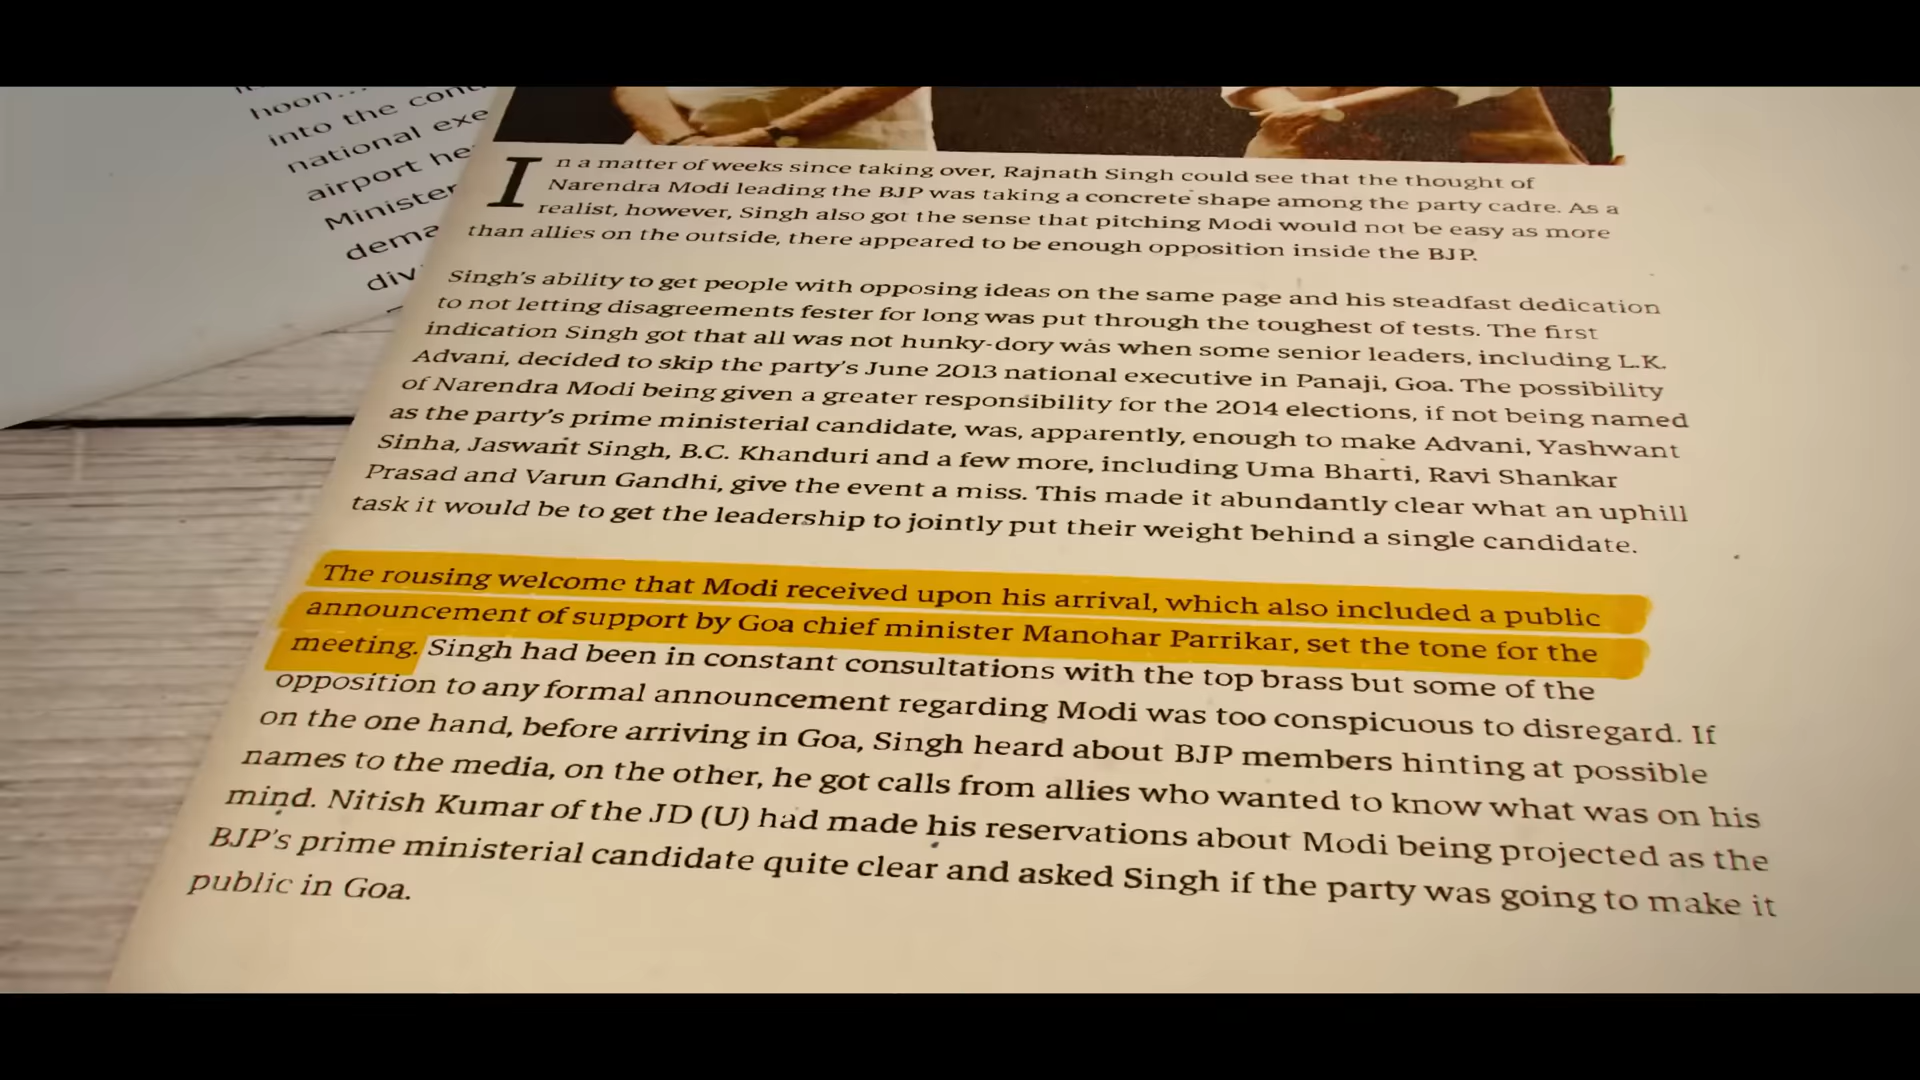 hoon...
into the cont
national exe
airport he
Minister
dema
div
In a matter of weeks since taking over, Rajnath Singh could see that the thought of
Narendra Modi leading the BJP was taking a concrete shape among the party cadre. As a
realist, however, Singh also got the sense that pitching Modi would not be easy as more
than allies on the outside, there appeared to be enough opposition inside the BJP.
Singh's ability to get people with opposing ideas on the same page and his steadfast dedication
to not letting disagreements fester for long was put through the toughest of tests. The first
indication Singh got that all was not hunky-dory was when some senior leaders, including L.K.
Advani, decided to skip the party's June 2013 national executive in Panaji, Goa. The possibility
of Narendra Modi being given a greater responsibility for the 2014 elections, if not being named
as the party's prime ministerial candidate, was, apparently, enough to make Advani, Yashwant
Sinha, Jaswant Singh, B.C. Khanduri and a few more, including Uma Bharti, Ravi Shankar
Prasad and Varun Gandhi, give the event a miss. This made it abundantly clear what an uphill
task it would be to get the leadership to jointly put their weight behind a single candidate.
The rousing welcome that Modi received upon his arrival, which also included a public
announcement of support by Goa chief minister Manohar Parrikar, set the tone for the
meeting. Singh had been in constant consultations with the top brass but some of the
opposition to any formal announcement regarding Modi was too conspicuous to disregard. If
on the one hand, before arriving in Goa, Singh heard about BJP members hinting at possible
names to the media, on the other, he got calls from allies who wanted to know what was on his
mind. Nitish Kumar of the JD (U) had made his reservations about Modi being projected as the
BJP's prime ministerial candidate quite clear and asked Singh if the party was going to make it
public in Goa.